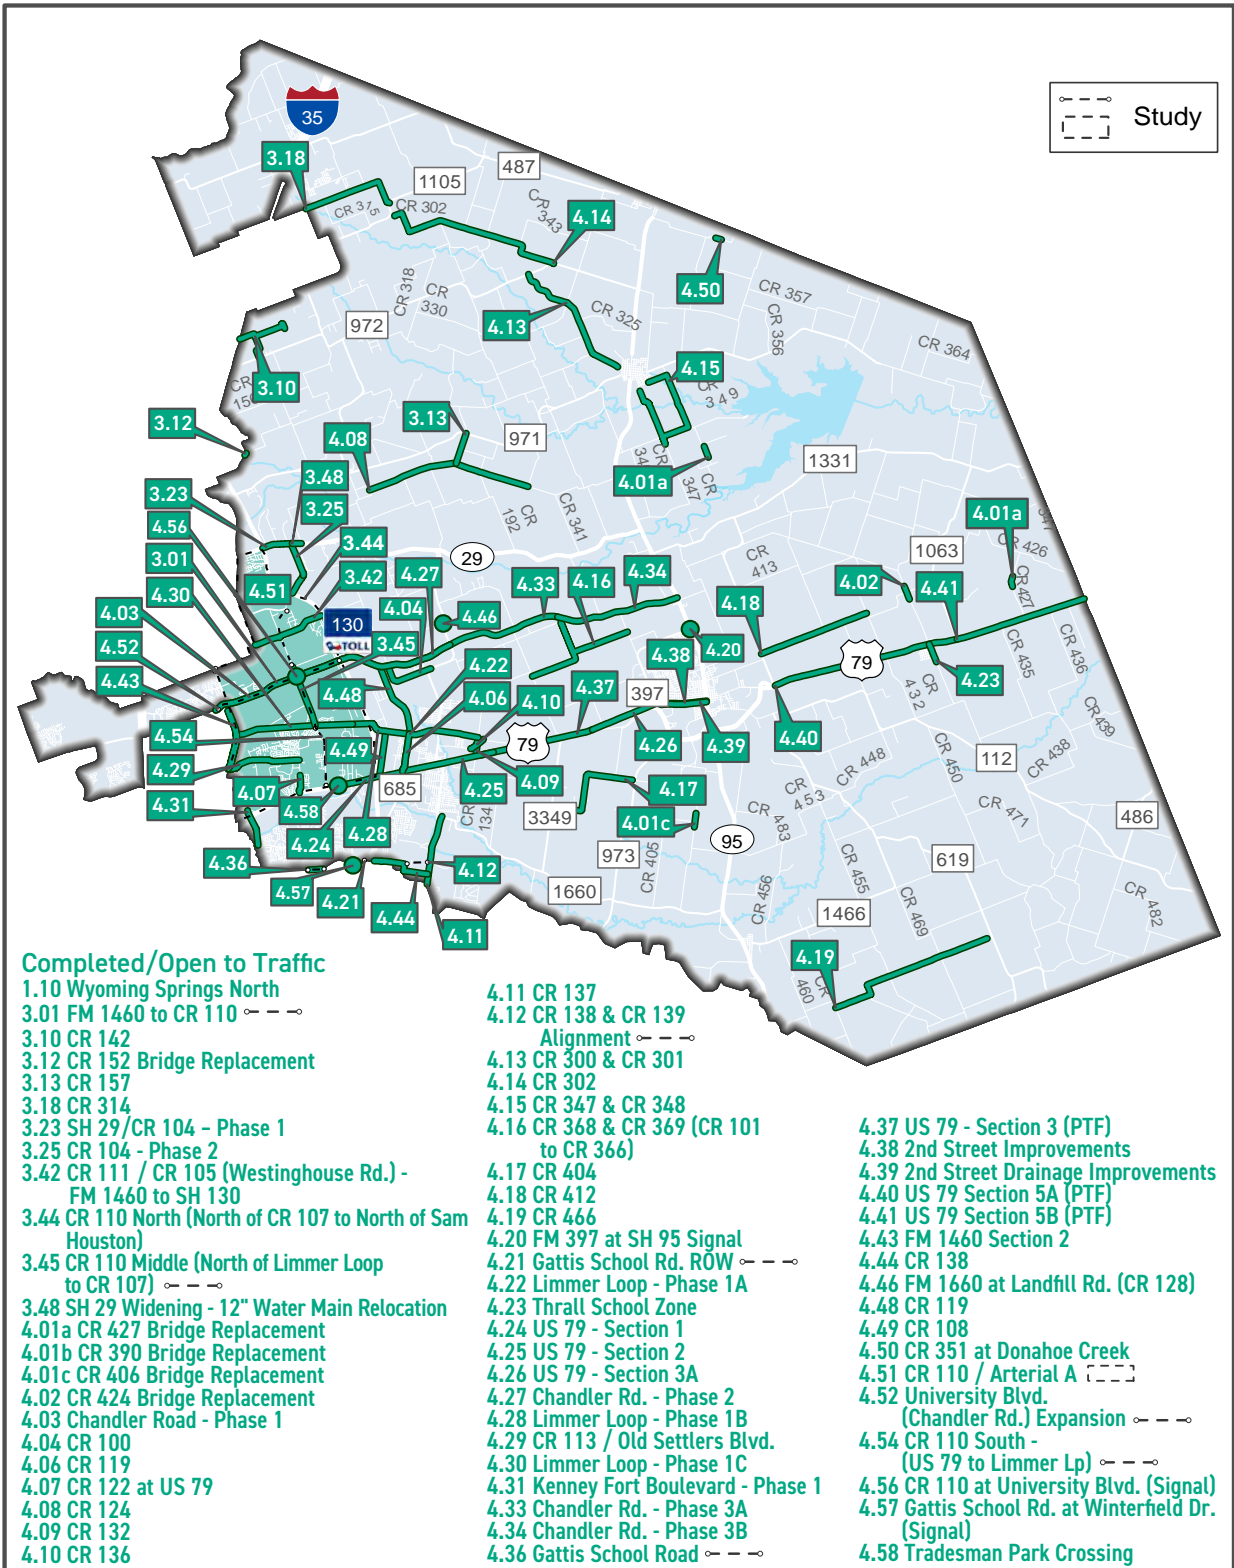 Study
35
3.18
1105
487
CR 315
CR 302
CR 343
4.14
4.50
CR 318
CR 330
972
4.13
CR 325
CR 357
CR 356
CR 364
3.10
4.15
CR 349
3.12
3.13
4.08
971
1331
4.01a
CR 347
3.48
3.23
3.25
4.56
3.01
3.44
CR 192
CR 341
4.01a
1063
CR 426
CR 427
29
CR 413
4.51
3.42
4.27
4.33
4.16
4.34
4.02
4.41
4.30
4.03
4.04
4.46
4.18
130
TOLL
3.45
4.52
4.22
4.38
4.20
79
CR 435
CR 436
4.43
4.48
4.06
4.10
4.37
397
4.23
CR 432
CR 439
4.54
4.49
79
4.26
4.39
4.40
4.29
CR 448
CR 450
112
CR 438
4.07
685
4.25
4.09
4.17
CR 453
4.31
4.58
CR 134
3349
4.01c
CR 483
CR 471
486
4.24
4.28
95
4.36
973
CR 405
619
4.57
4.21
4.12
1660
CR 455
CR 456
4.44
1466
CR 469
CR 482
4.11
4.19
CR 460
Completed/Open to Traffic
1.10 Wyoming Springs North
3.01 FM 1460 to CR 110
3.10 CR 142
3.12 CR 152 Bridge Replacement
3.13 CR 157
3.18 CR 314
3.23 SH 29/CR 104 – Phase 1
3.25 CR 104 - Phase 2
3.42 CR 111 / CR 105 (Westinghouse Rd.) -
FM 1460 to SH 130
3.44 CR 110 North (North of CR 107 to North of Sam
Houston)
3.45 CR 110 Middle (North of Limmer Loop
to CR 107)
3.48 SH 29 Widening - 12" Water Main Relocation
4.01a CR 427 Bridge Replacement
4.01b CR 390 Bridge Replacement
4.01c CR 406 Bridge Replacement
4.02 CR 424 Bridge Replacement
4.03 Chandler Road - Phase 1
4.04 CR 100
4.06 CR 119
4.07 CR 122 at US 79
4.08 CR 124
4.09 CR 132
4.10 CR 136
4.11 CR 137
4.12 CR 138 & CR 139
Alignment
4.13 CR 300 & CR 301
4.14 CR 302
4.15 CR 347 & CR 348
4.16 CR 368 & CR 369 (CR 101
to CR 366)
4.17 CR 404
4.18 CR 412
4.19 CR 466
4.20 FM 397 at SH 95 Signal
4.21 Gattis School Rd. ROW
4.22 Limmer Loop - Phase 1A
4.23 Thrall School Zone
4.24 US 79 - Section 1
4.25 US 79 - Section 2
4.26 US 79 - Section 3A
4.27 Chandler Rd. - Phase 2
4.28 Limmer Loop - Phase 1B
4.29 CR 113 / Old Settlers Blvd.
4.30 Limmer Loop - Phase 1C
4.31 Kenney Fort Boulevard - Phase 1
4.33 Chandler Rd. - Phase 3A
4.34 Chandler Rd. - Phase 3B
4.36 Gattis School Road
4.37 US 79 - Section 3 (PTF)
4.38 2nd Street Improvements
4.39 2nd Street Drainage Improvements
4.40 US 79 Section 5A (PTF)
4.41 US 79 Section 5B (PTF)
4.43 FM 1460 Section 2
4.44 CR 138
4.46 FM 1660 at Landfill Rd. (CR 128)
4.48 CR 119
4.49 CR 108
4.50 CR 351 at Donahoe Creek
4.51 CR 110 / Arterial A
4.52 University Blvd.
(Chandler Rd.) Expansion
4.54 CR 110 South -
(US 79 to Limmer Lp)
4.56 CR 110 at University Blvd. (Signal)
4.57 Gattis School Rd. at Winterfield Dr.
(Signal)
4.58 Tradesman Park Crossing